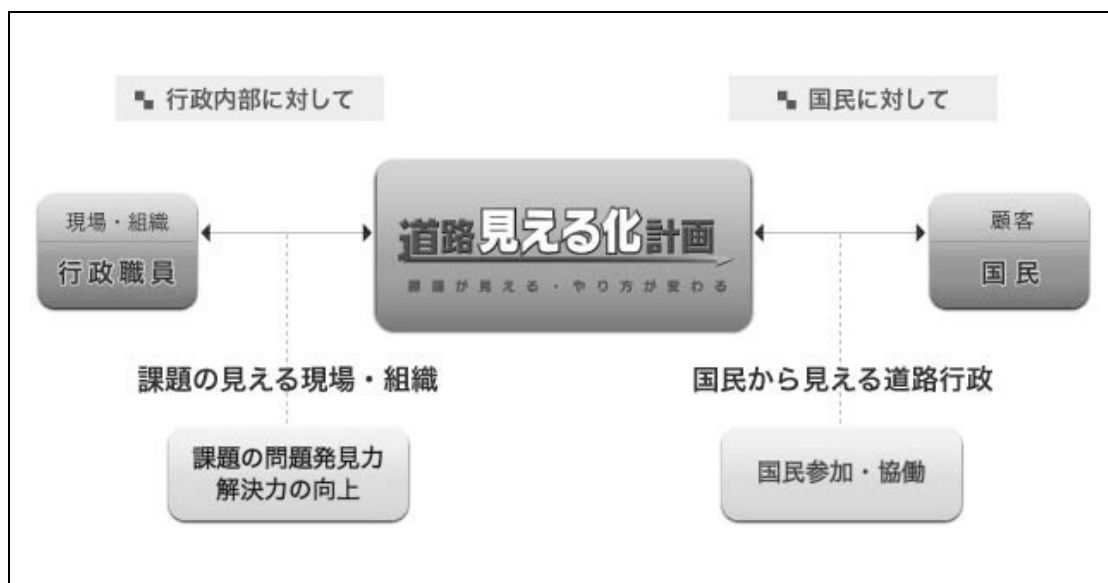 行政内部に対して
国民に対して
現場・組織
行政職員
道路見える化計画
課題が見える・やり方が変わる
顧客
国民
課題の見える現場・組織
国民から見える道路行政
課題の問題発見力
解決力の向上
国民参加・協働